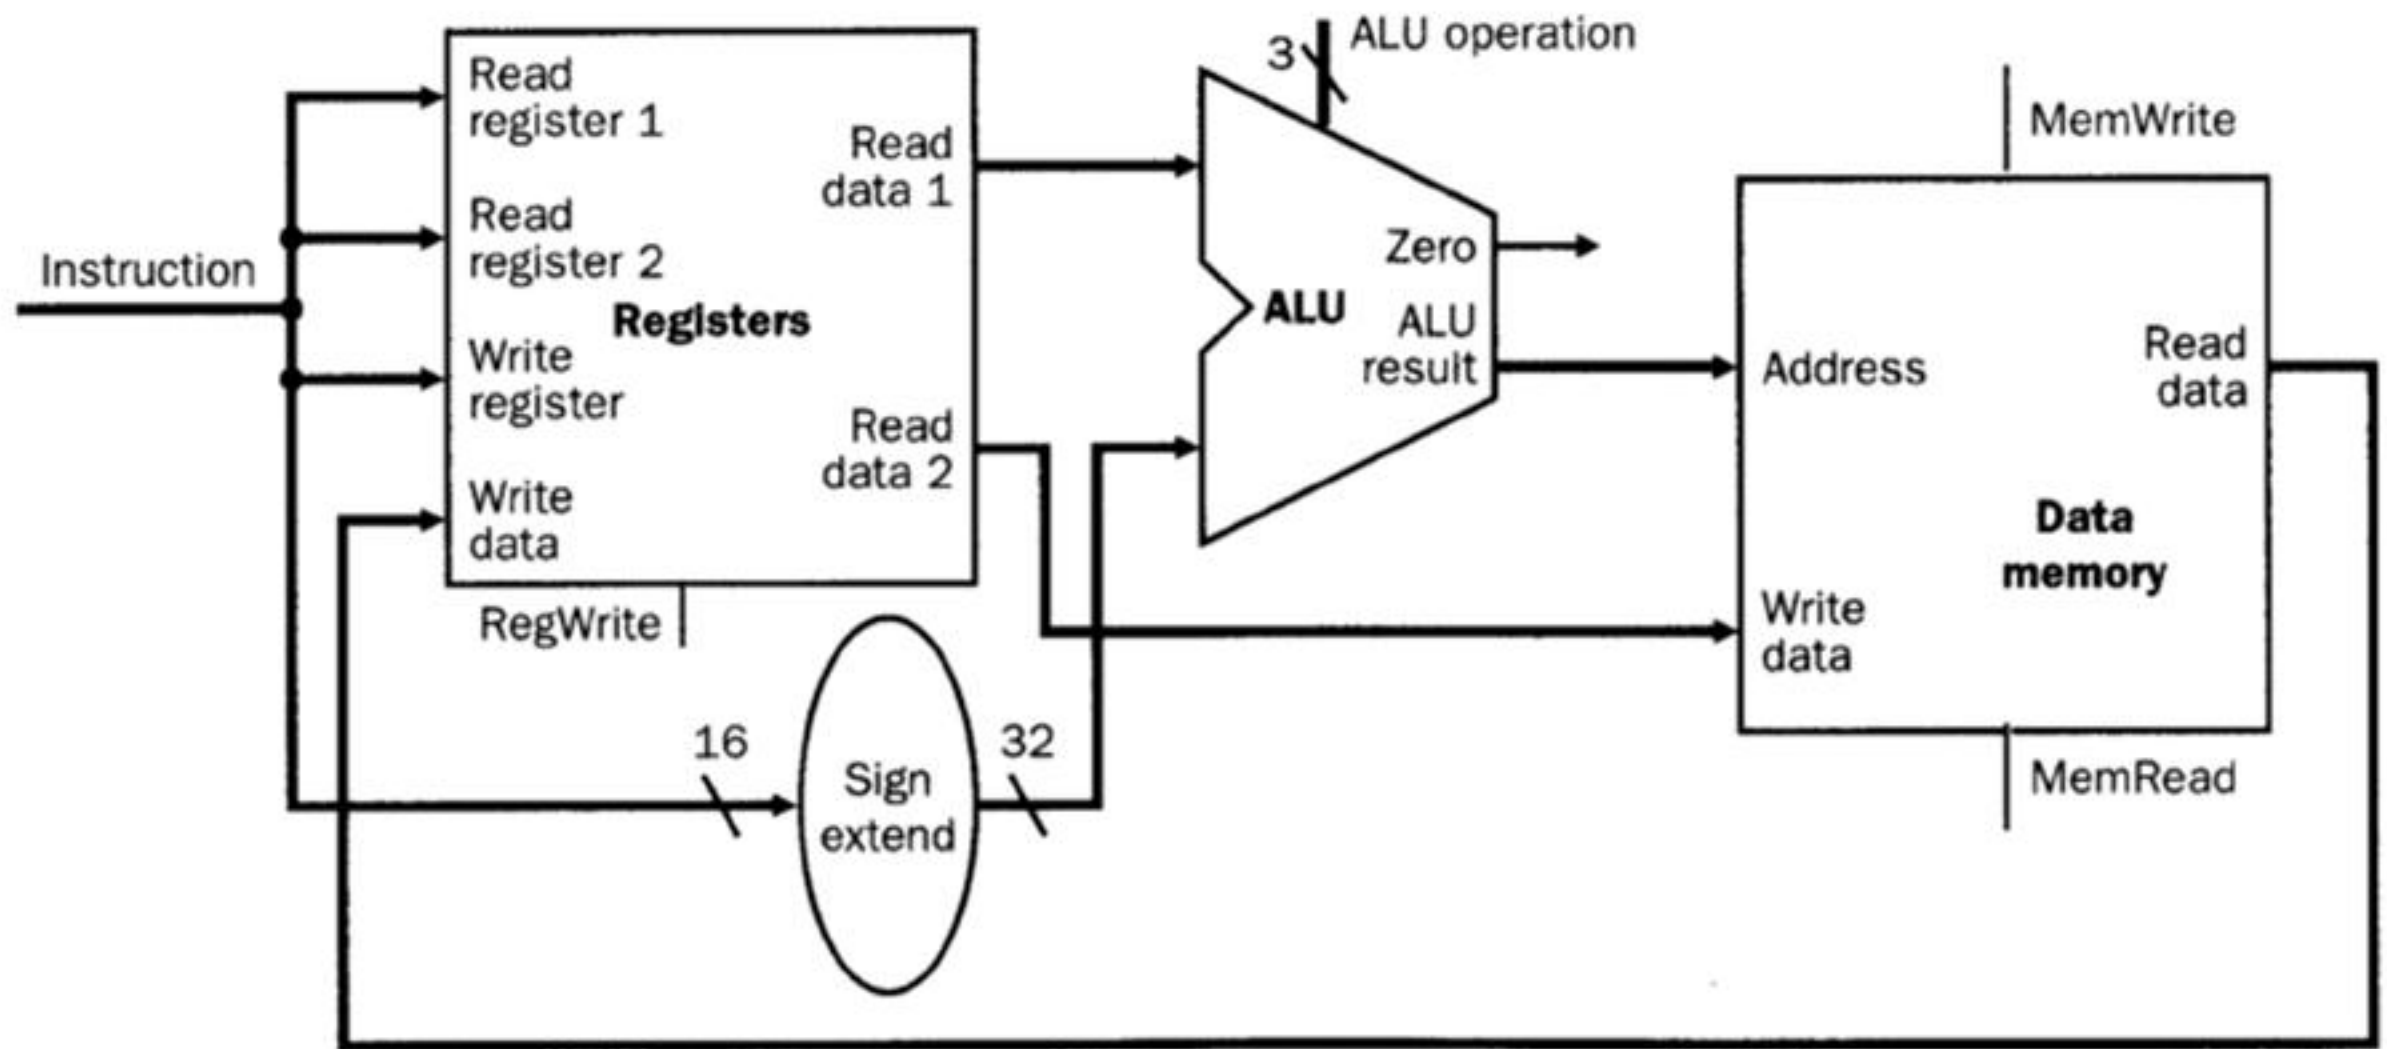 Instruction
Read
register 1
Read
register 2
Registers
Write
register
Write
data
Read
data 1
Read
data 2
RegWrite
16
Sign
extend
32
3
ALU operation
Zero
ALU
ALU
result
MemWrite
Address
Read
data
Data
memory
Write
data
MemRead